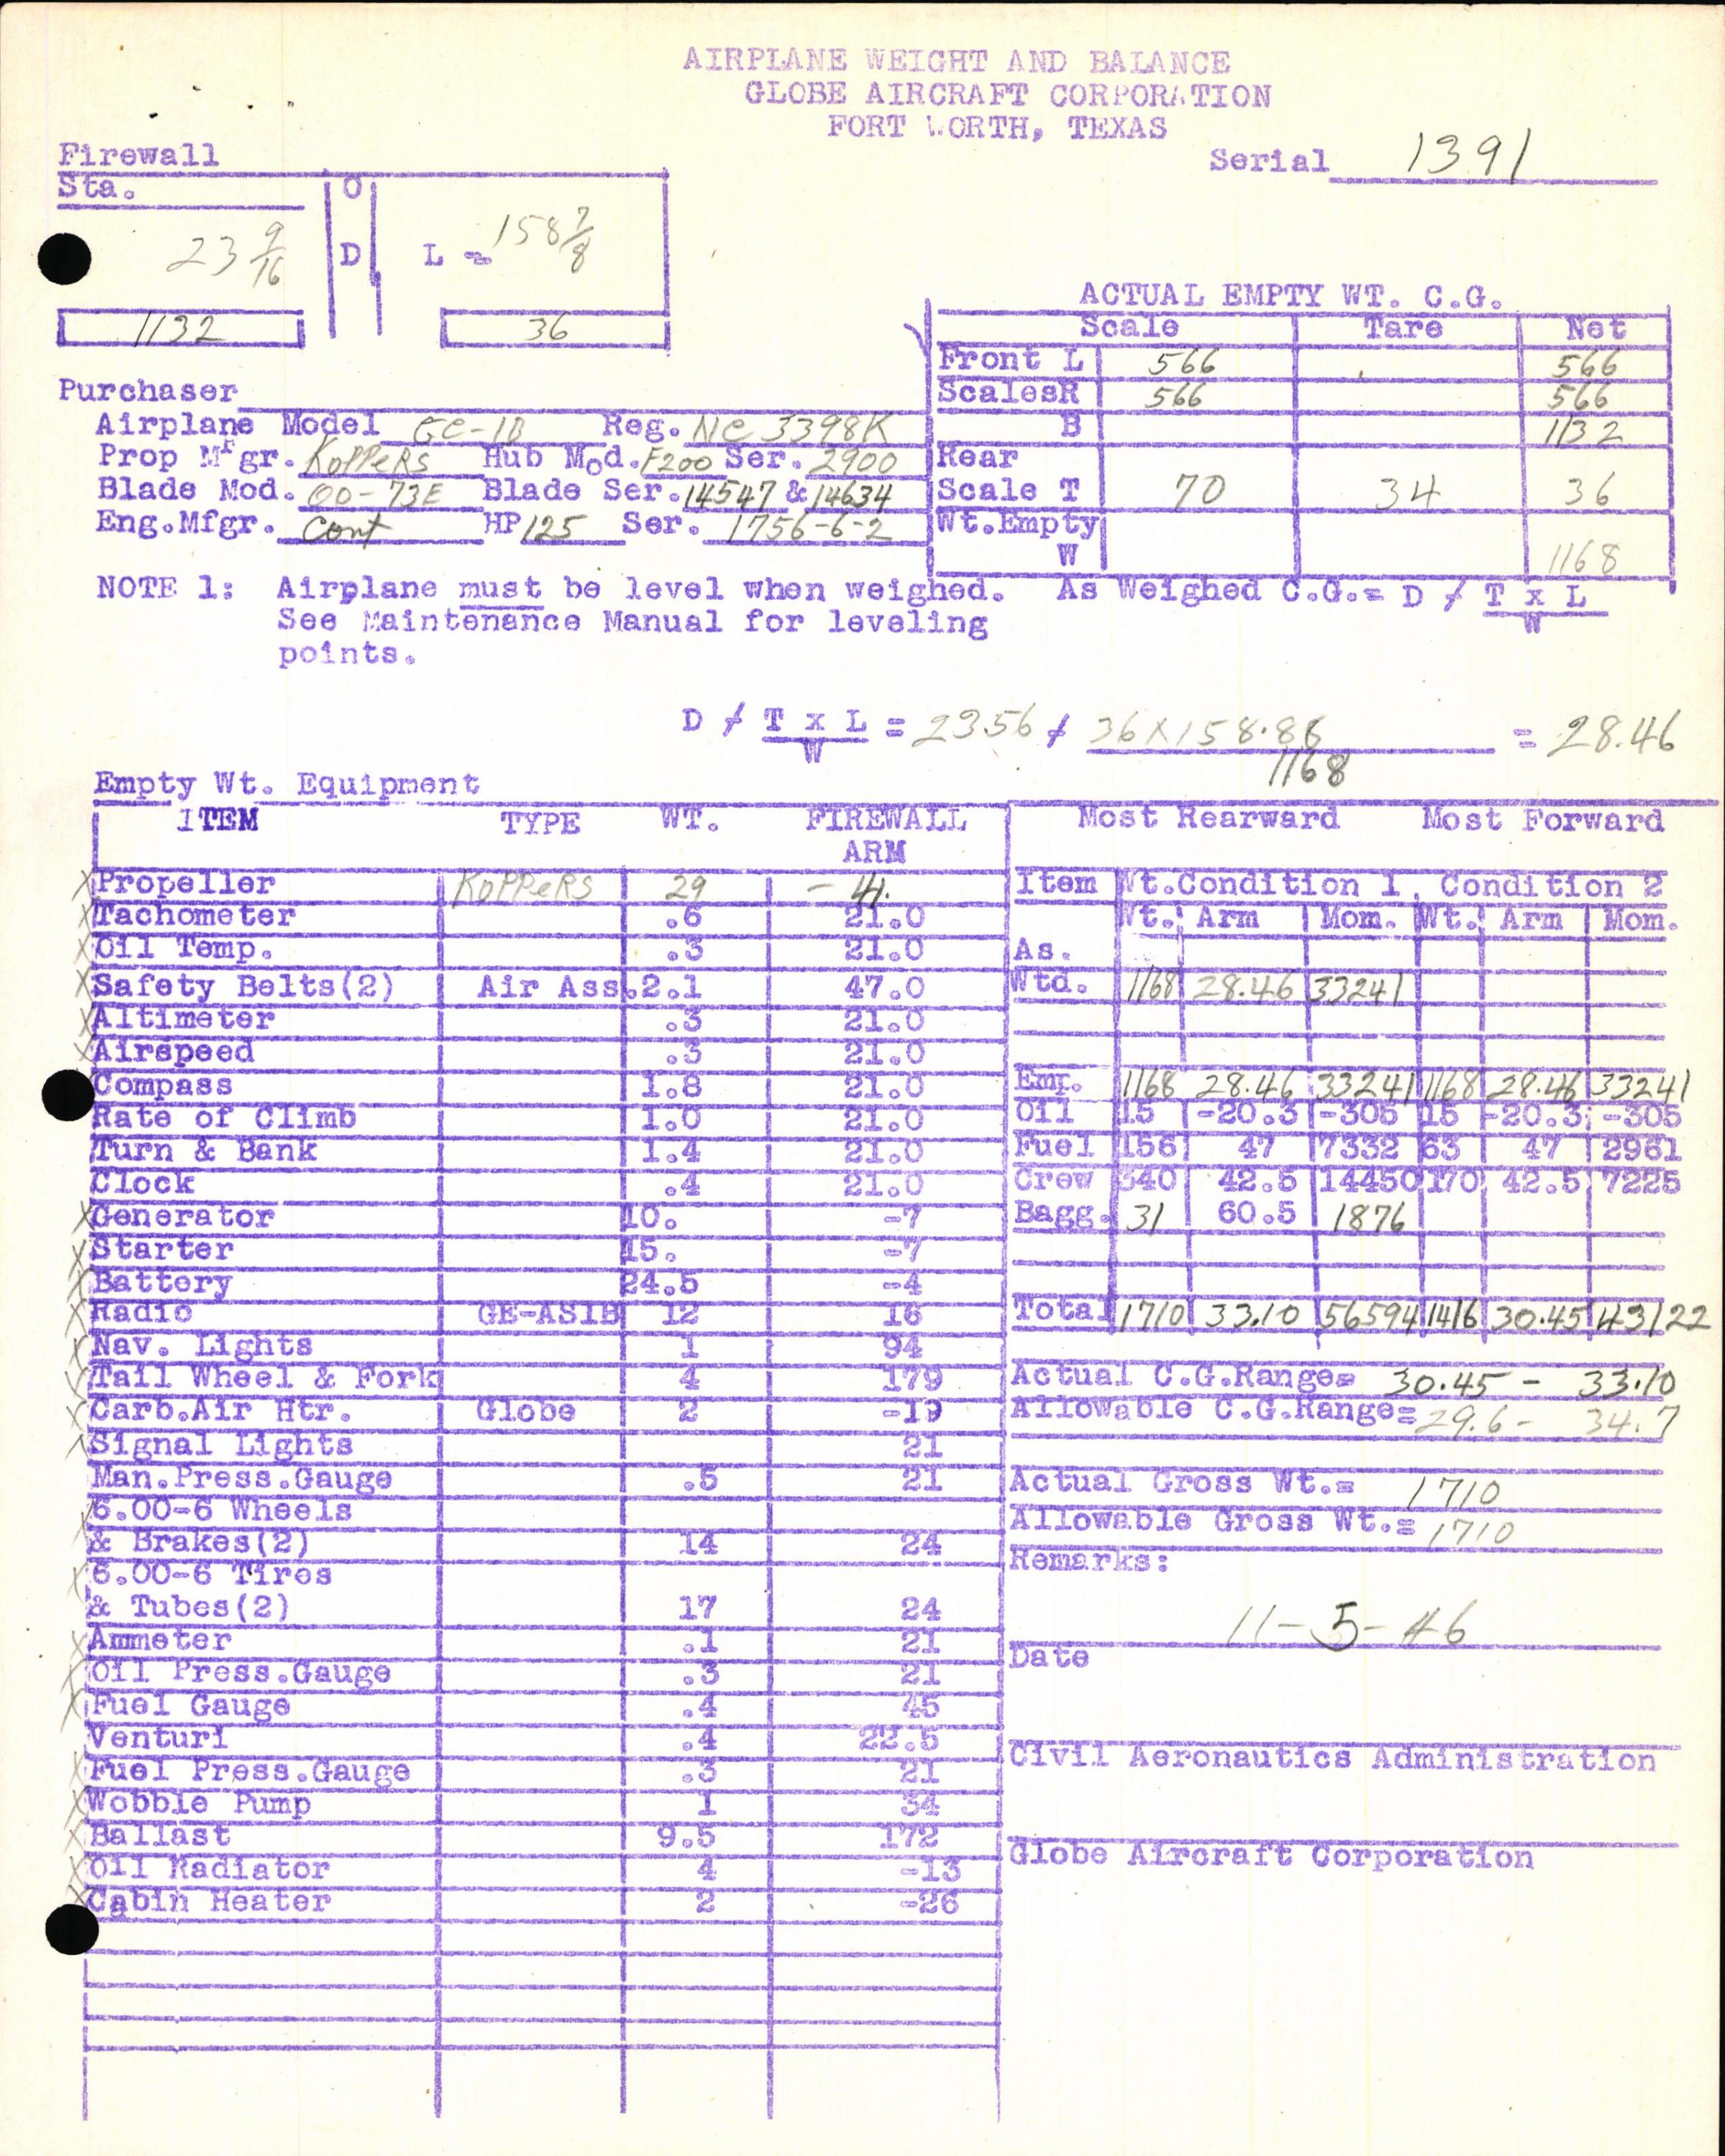 AIRPLANE WEIGHT AND BALANCE
GLOBE AIRCRAFT CORPORATION
FORT WORTH, TEXAS
Serial 1391
Firewall
Sta. O
23 9/16 D L = 158 7/8
1132 36
ACTUAL EMPTY WT. C.G.
Scale Tare Net
Front L 566 566
Scales R 566 566
B 1132
Rear
Scale T 70 34 36
Wt.Empty
W 1168
Purchaser
Airplane Model GC-1B Reg. NC 3398K
Prop Mfgr. KOPPERS Hub Mod. F200 Ser. 2900
Blade Mod. 00-73E Blade Ser. 14547 & 14634
Eng.Mfgr. Cont HP 125 Ser. 1756-6-2
NOTE 1: Airplane must be level when weighed. As Weighed C.G.= D / T x L
W
See Maintenance Manual for leveling
points.
D / T x L = 23.56 / 36 X 158.88 = 28.46
W 1168
Empty Wt. Equipment
ITEM TYPE WT. FIREWALL
ARM
Propeller KOPPERS 29 - 41.
Tachometer .6 21.0
Oil Temp. .3 21.0
Safety Belts(2) Air Ass. 2.1 47.0
Altimeter .3 21.0
Airspeed .3 21.0
Compass 1.8 21.0
Rate of Climb 1.0 21.0
Turn & Bank 1.4 21.0
Clock .4 21.0
Generator 10. -7
Starter 15. -7
Battery 24.5 -4
Radio GE-AS1B 12 16
Nav. Lights 1 94
Tail Wheel & Fork 4 179
Carb.Air Htr. Globe 2 -19
Signal Lights 21
Man.Press.Gauge .5 21
6.00-6 Wheels
& Brakes(2) 14 24
6.00-6 Tires
& Tubes(2) 17 24
Ammeter .1 21
Oil Press.Gauge .3 21
Fuel Gauge .4 45
Venturi .4 22.5
Fuel Press.Gauge .3 21
Wobble Pump 1 34
Ballast 9.5 172
Oil Radiator 4 -13
Cabin Heater 2 -26
Most Rearward Most Forward
Item Wt.Condition 1 Condition 2
Wt. Arm Mom. Wt. Arm Mom.
As.
Wtd. 1168 28.46 33241
Emp. 1168 28.46 33241 1168 28.46 33241
Oil 15 -20.3 -305 15 -20.3 -305
Fuel 156 47 7332 63 47 2961
Crew 340 42.5 14450 170 42.5 7225
Bagg. 31 60.5 1876
Total 1710 33.10 56594 1416 30.45 43122
Actual C.G.Range= 30.45 - 33.10
Allowable C.G.Range= 29.6 - 34.7
Actual Gross Wt.= 1710
Allowable Gross Wt.= 1710
Remarks:
11-5-46
Date
Civil Aeronautics Administration
Globe Aircraft Corporation